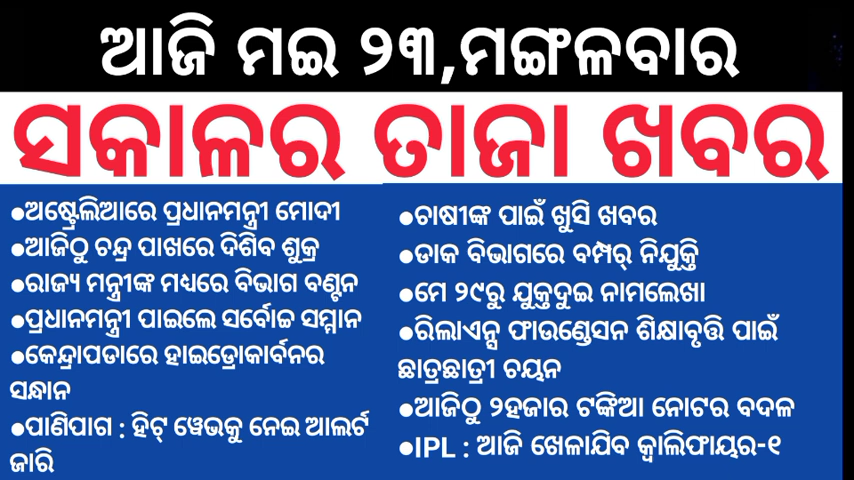 ଆଜି ମଇ ୨୩,ମଙ୍ଗଳବାର
ସକାଳର ତାଜା ଖବର
●ଅଷ୍ଟ୍ରେଲିଆରେ ପ୍ରଧାନମନ୍ତ୍ରୀ ମୋଦୀ
●ଆଜିଠୁ ଚନ୍ଦ୍ର ପାଖରେ ଦିଶିବ ଶୁକ୍ର
●ରାଜ୍ୟ ମନ୍ତ୍ରୀଙ୍କ ମଧ୍ୟରେ ବିଭାଗ ବଣ୍ଟନ
●ପ୍ରଧାନମନ୍ତ୍ରୀ ପାଇଲେ ସର୍ବୋଚ୍ଚ ସମ୍ମାନ
●କେନ୍ଦ୍ରାପଡାରେ ହାଇଡ୍ରୋକାର୍ବନର
ସନ୍ଧାନ
●ପାଣିପାଗ : ହିଟ୍ ୱେଭକୁ ନେଇ ଆଲର୍ଟ
ଜାରି
●ଚାଷୀଙ୍କ ପାଇଁ ଖୁସି ଖବର
●ଡାକ ବିଭାଗରେ ବମ୍ପର୍ ନିଯୁକ୍ତି
●ମେ ୨୯ରୁ ଯୁକ୍ତଦୁଇ ନାମଲେଖା
●ରିଲାଏନ୍ସ ଫାଉଣ୍ଡେସନ ଶିକ୍ଷାବୃତ୍ତି ପାଇଁ
ଛାତ୍ରଛାତ୍ରୀ ଚୟନ
●ଆଜିଠୁ ୨ହଜାର ଟଙ୍କିଆ ନୋଟର ବଦଳ
●IPL : ଆଜି ଖେଳାଯିବ କ୍ୱାଲିଫାୟର-୧